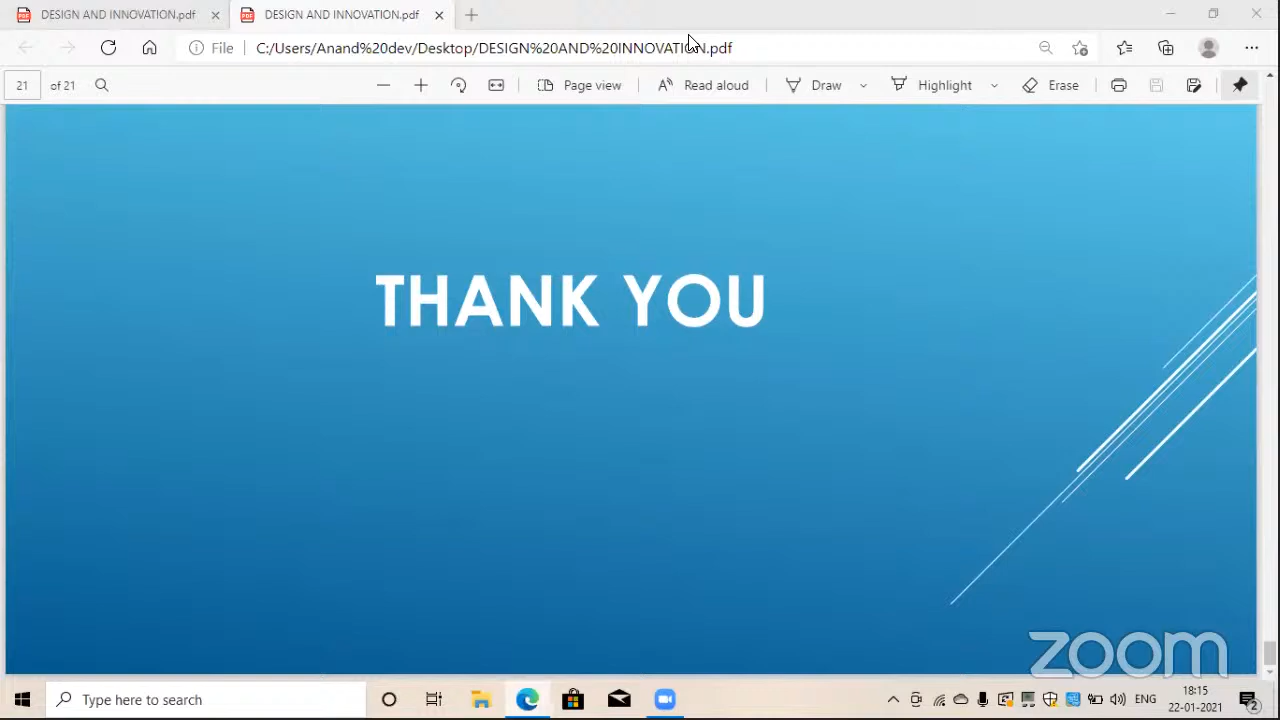 DESIGN AND INNOVATION.pdf
DESIGN AND INNOVATION.pdf
File
C:/Users/Anand%20dev/Desktop/DESIGN%20AND%20INNOVATION.pdf
21 of 21
Page view
Read aloud
Draw
Highlight
Erase
THANK YOU
zoom
Type here to search
ENG
18:15
22-01-2021
2